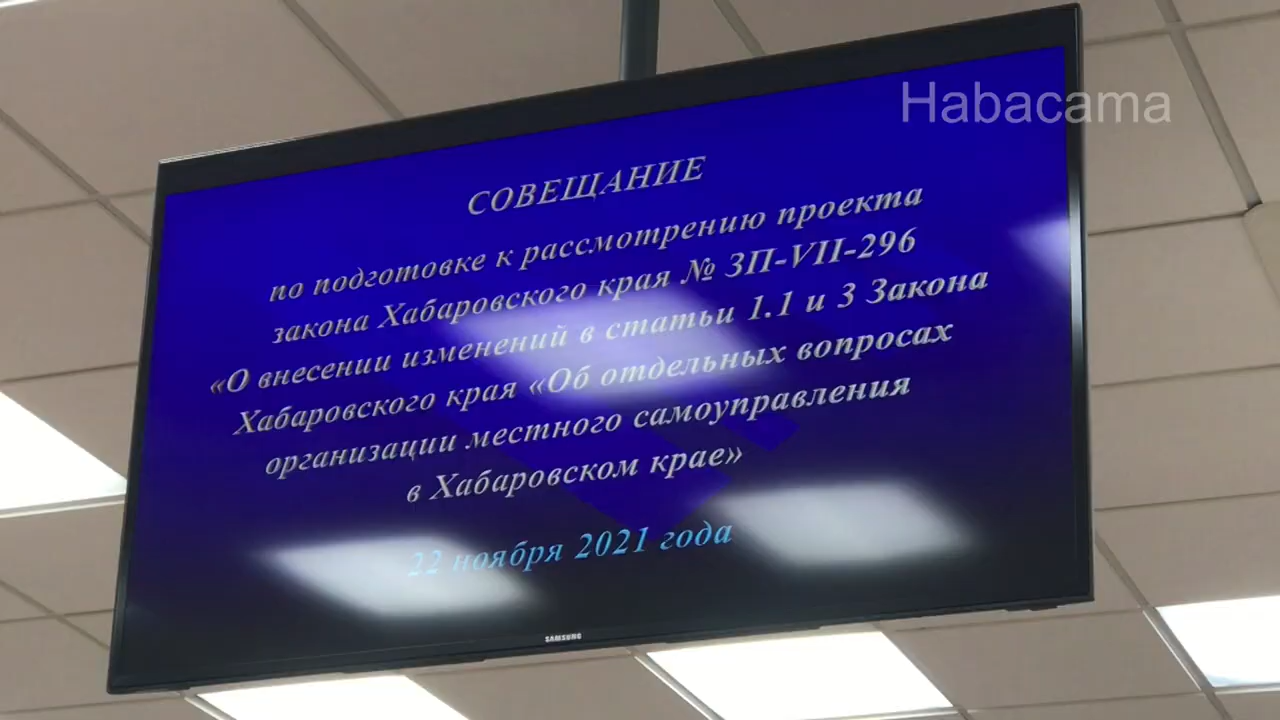 Habacama
СОВЕЩАНИЕ
по подготовке к рассмотрению проекта
закона Хабаровского края № ЗП-VII-296
«О внесении изменений в статьи 1.1 и 3 Закона
Хабаровского края «Об отдельных вопросах
организации местного самоуправления
в Хабаровском крае»
22 ноября 2021 года
SAMSUNG